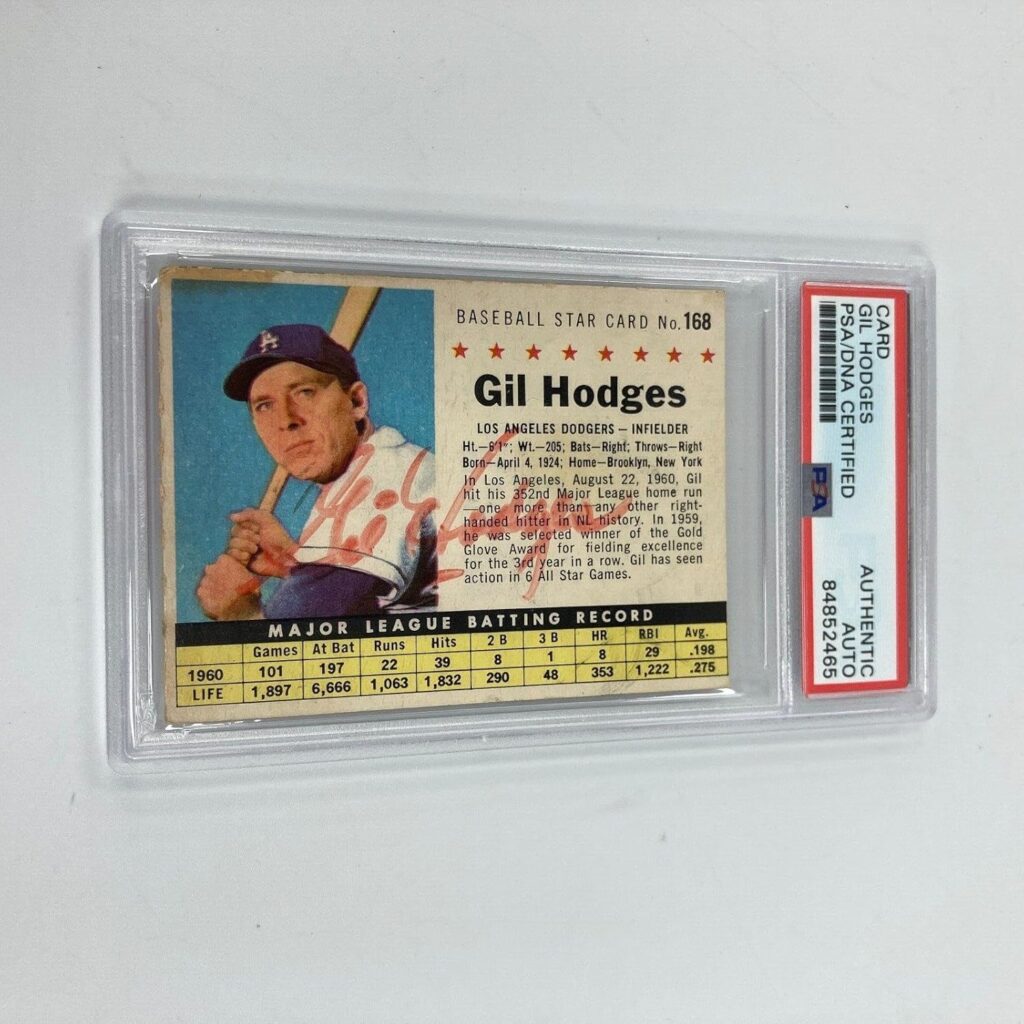 BASEBALL STAR CARD No. 168
Gil Hodges
LOS ANGELES DODGERS — INFIELDER
Ht.—6'1"; Wt.—205; Bats—Right; Throws—Right
Born—April 4, 1924; Home—Brooklyn, New York
In Los Angeles, August 22, 1960, Gil
hit his 352nd Major League home run
—one more than any other right-
handed hitter in NL history. In 1959,
he was selected winner of the Gold
Glove Award for fielding excellence
for the 3rd year in a row. Gil has seen
action in 6 All Star Games.
Gil Hodges
LA
MAJOR LEAGUE BATTING RECORD
Games At Bat Runs Hits 2 B 3 B HR RBI Avg.
1960 101 197 22 39 8 1 8 29 .198
LIFE 1,897 6,666 1,063 1,832 290 48 353 1,222 .275
CARD
GIL HODGES
PSA/DNA CERTIFIED
PSA
AUTHENTIC
AUTO
84852465